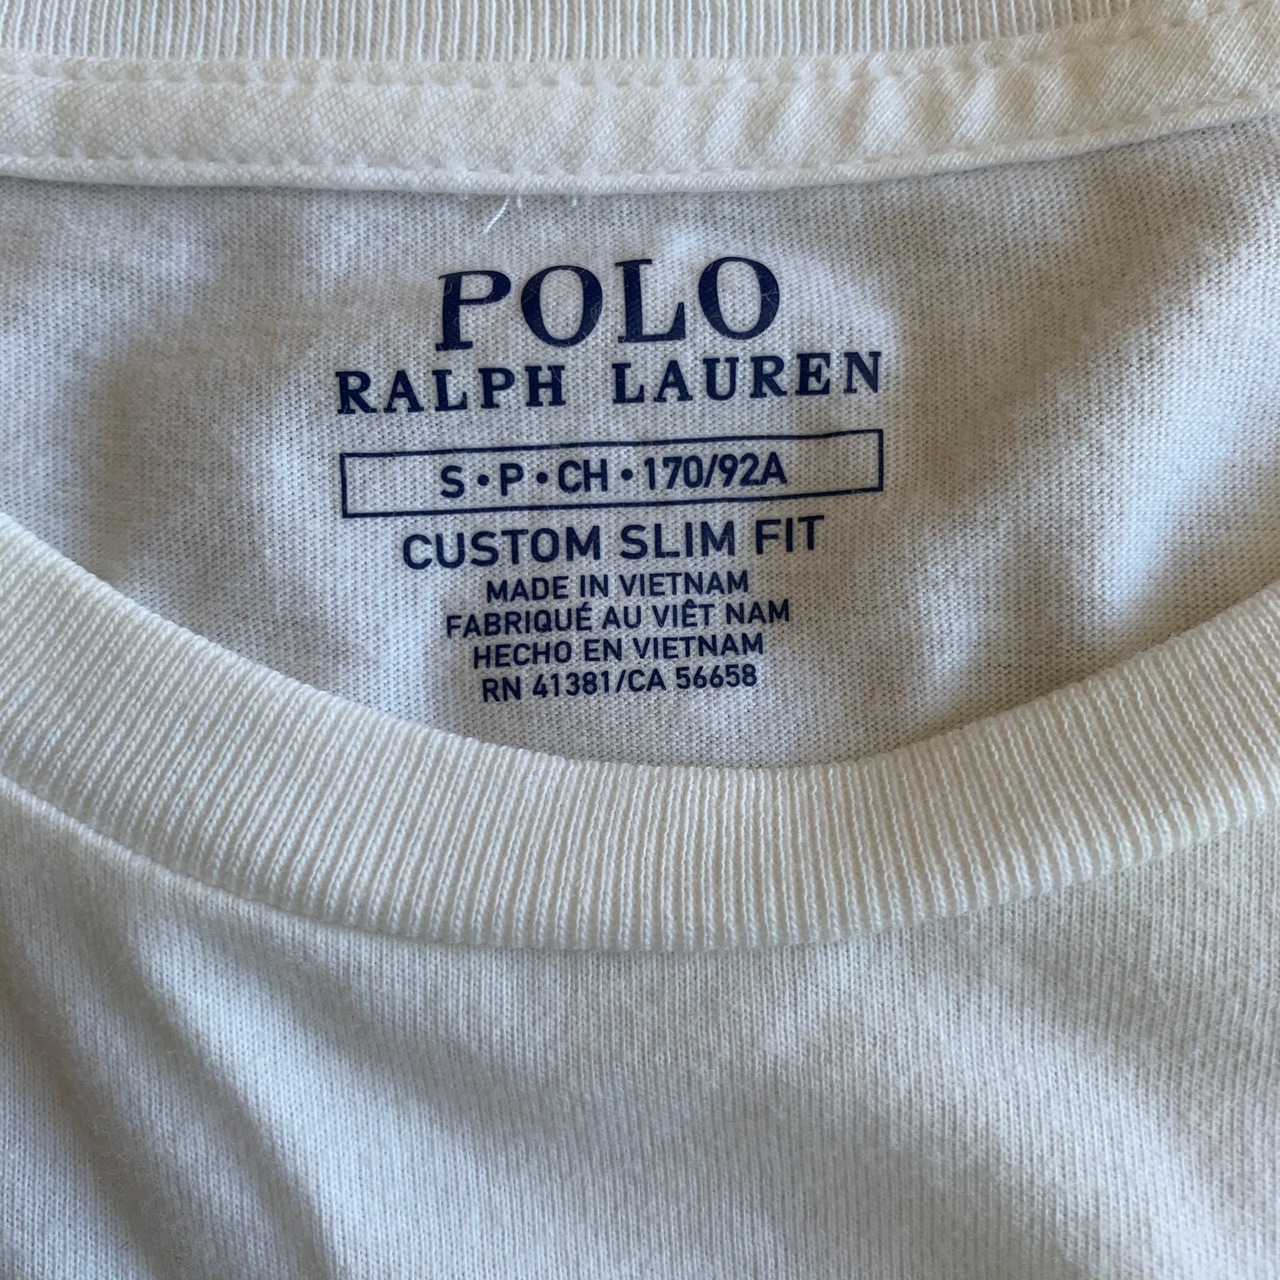 POLO
RALPH LAUREN
S•P•CH•170/92A
CUSTOM SLIM FIT
MADE IN VIETNAM
FABRIQUÉ AU VIÊT NAM
HECHO EN VIETNAM
RN 41381/CA 56658